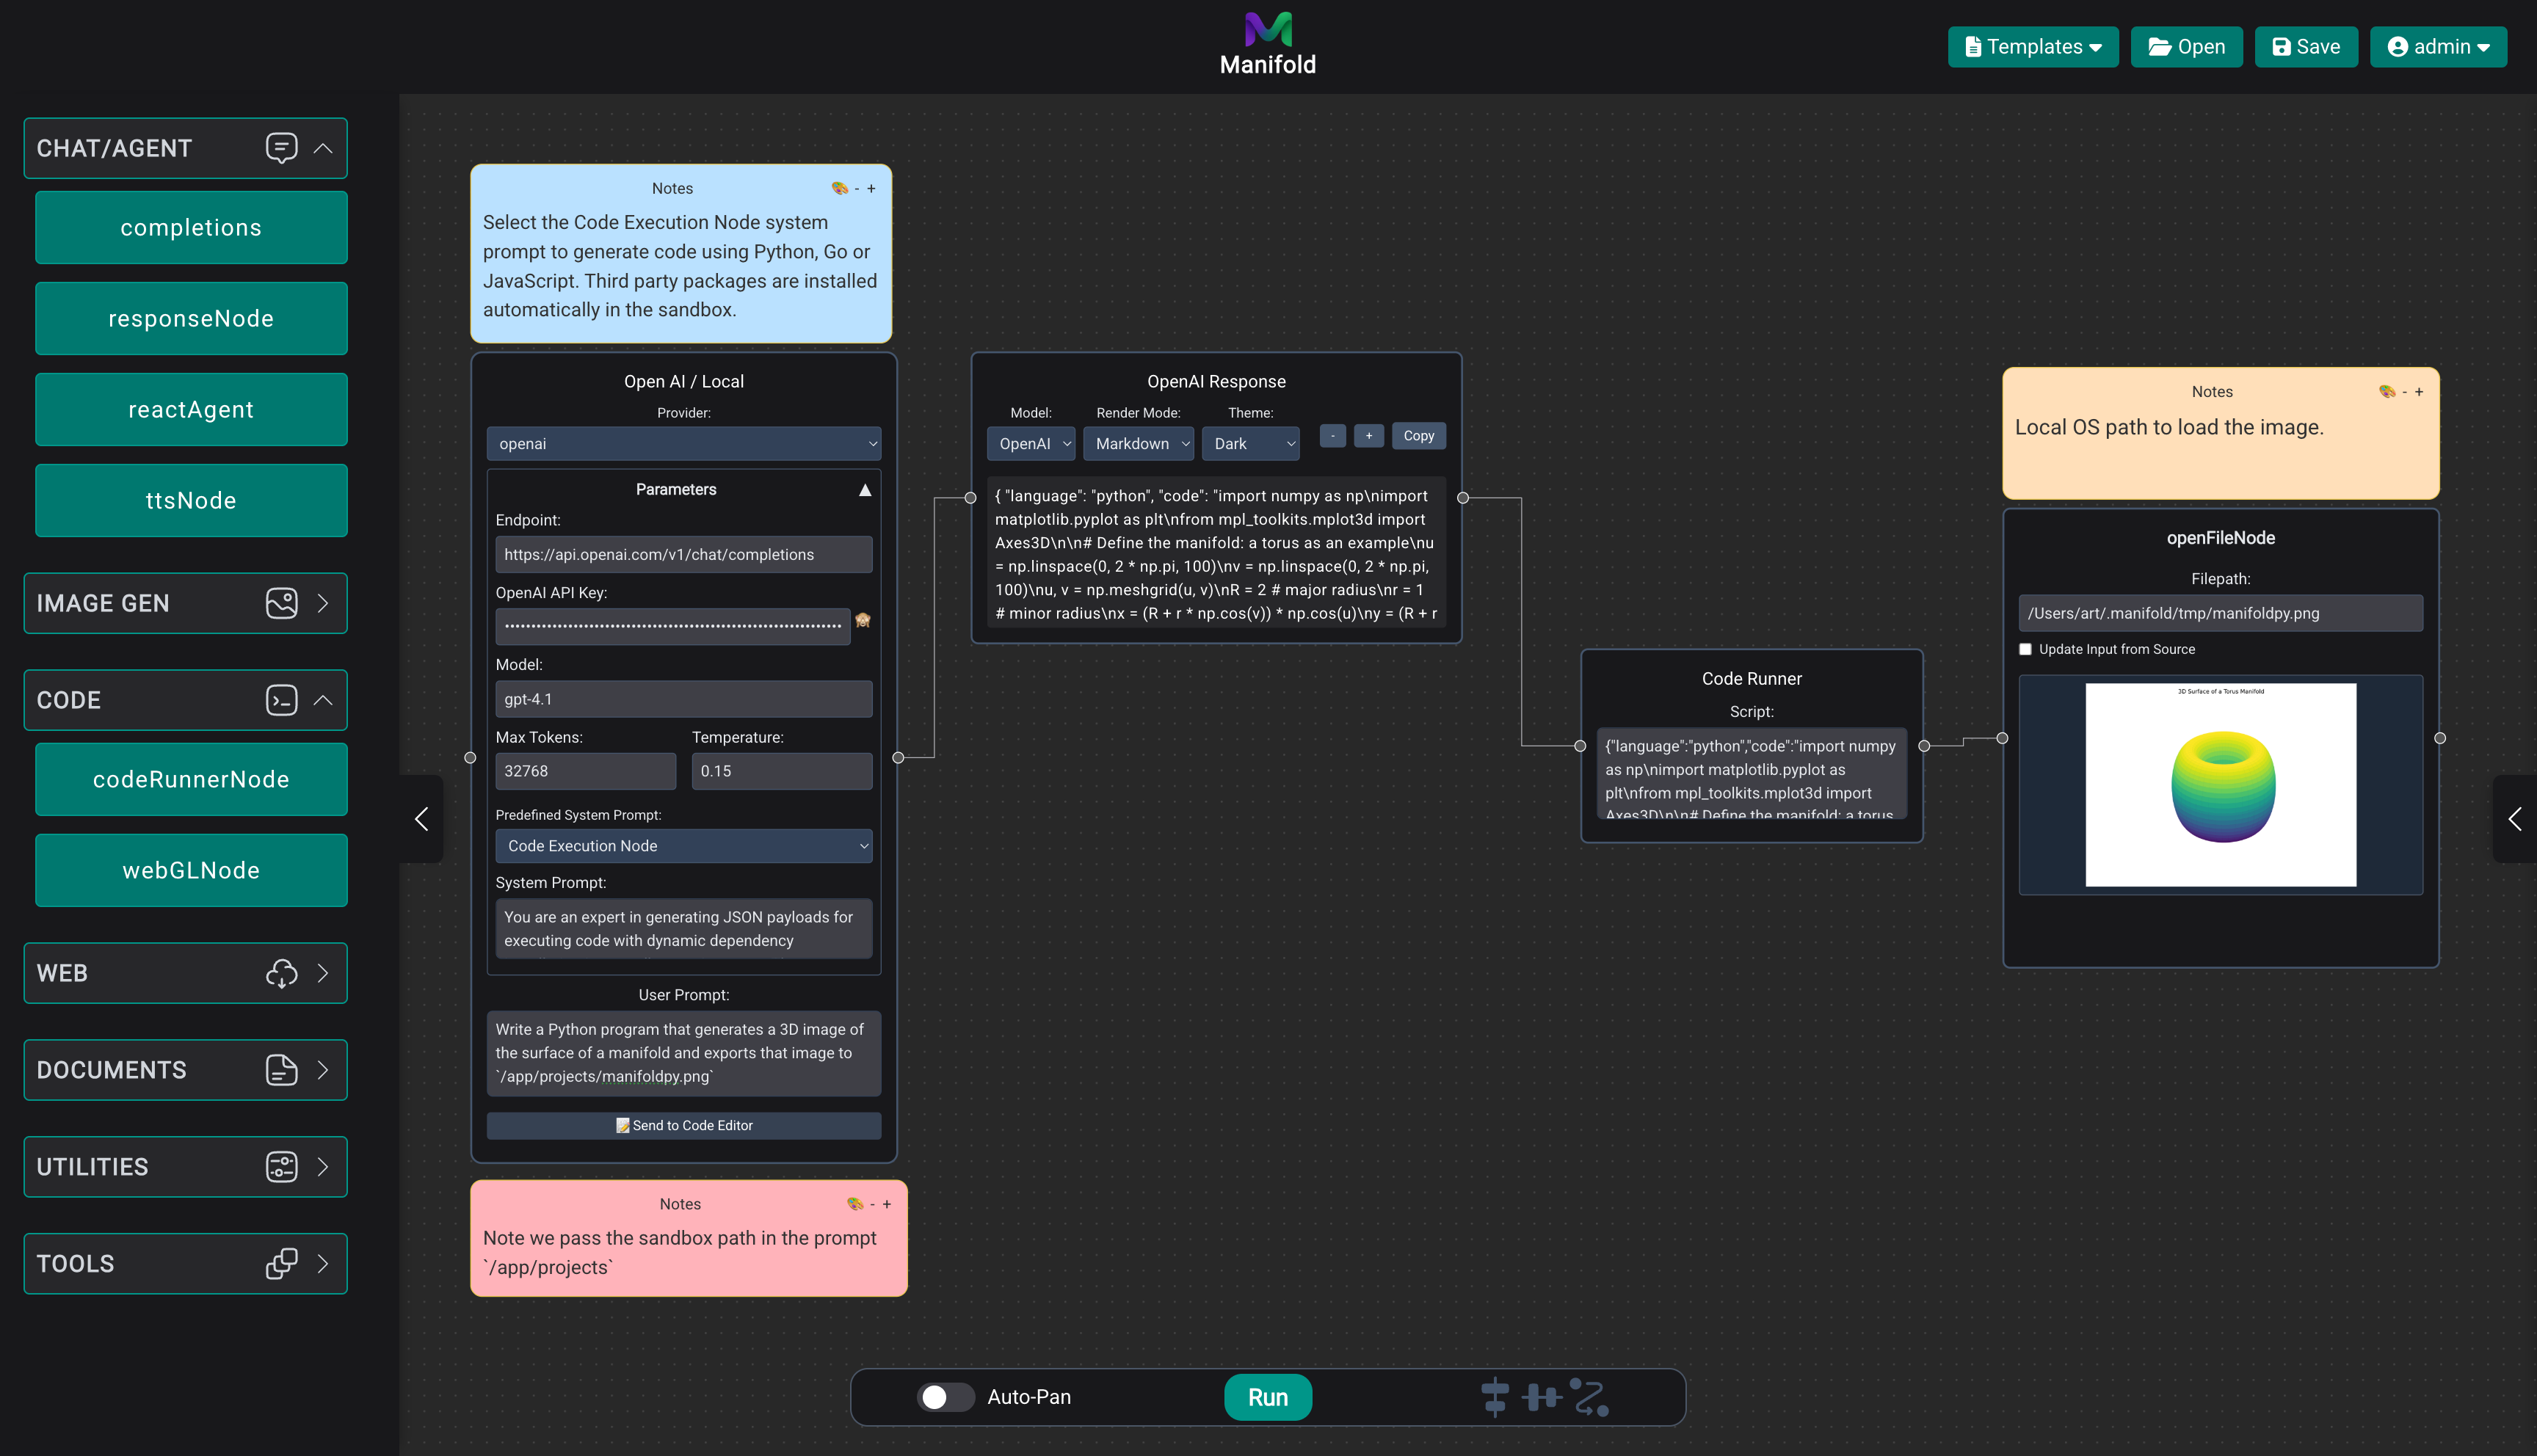 Manifold
Templates
Open
Save
admin
CHAT/AGENT
completions
responseNode
reactAgent
ttsNode
IMAGE GEN
CODE
codeRunnerNode
webGLNode
WEB
DOCUMENTS
UTILITIES
TOOLS
Notes
- +
Select the Code Execution Node system
prompt to generate code using Python, Go or
JavaScript. Third party packages are installed
automatically in the sandbox.
Open AI / Local
Provider:
openai
Parameters
Endpoint:
https://api.openai.com/v1/chat/completions
OpenAI API Key:
Model:
gpt-4.1
Max Tokens: Temperature:
32768 0.15
Predefined System Prompt:
Code Execution Node
System Prompt:
You are an expert in generating JSON payloads for
executing code with dynamic dependency
User Prompt:
Write a Python program that generates a 3D image of
the surface of a manifold and exports that image to
`/app/projects/manifoldpy.png`
Send to Code Editor
Notes
- +
Note we pass the sandbox path in the prompt
`/app/projects`
OpenAI Response
Model: Render Mode: Theme:
OpenAI Markdown Dark - + Copy
{ "language": "python", "code": "import numpy as np\nimport
matplotlib.pyplot as plt\nfrom mpl_toolkits.mplot3d import
Axes3D\n\n# Define the manifold: a torus as an example\nu
= np.linspace(0, 2 * np.pi, 100)\nv = np.linspace(0, 2 * np.pi,
100)\nu, v = np.meshgrid(u, v)\nR = 2 # major radius\nr = 1
# minor radius\nx = (R + r * np.cos(v)) * np.cos(u)\ny = (R + r
Code Runner
Script:
{"language":"python","code":"import numpy
as np\nimport matplotlib.pyplot as
plt\nfrom mpl_toolkits.mplot3d import
Axes3D\n\n# Define the manifold: a torus
Notes
- +
Local OS path to load the image.
openFileNode
Filepath:
/Users/art/.manifold/tmp/manifoldpy.png
Update Input from Source
3D Surface of a Torus Manifold
Auto-Pan
Run